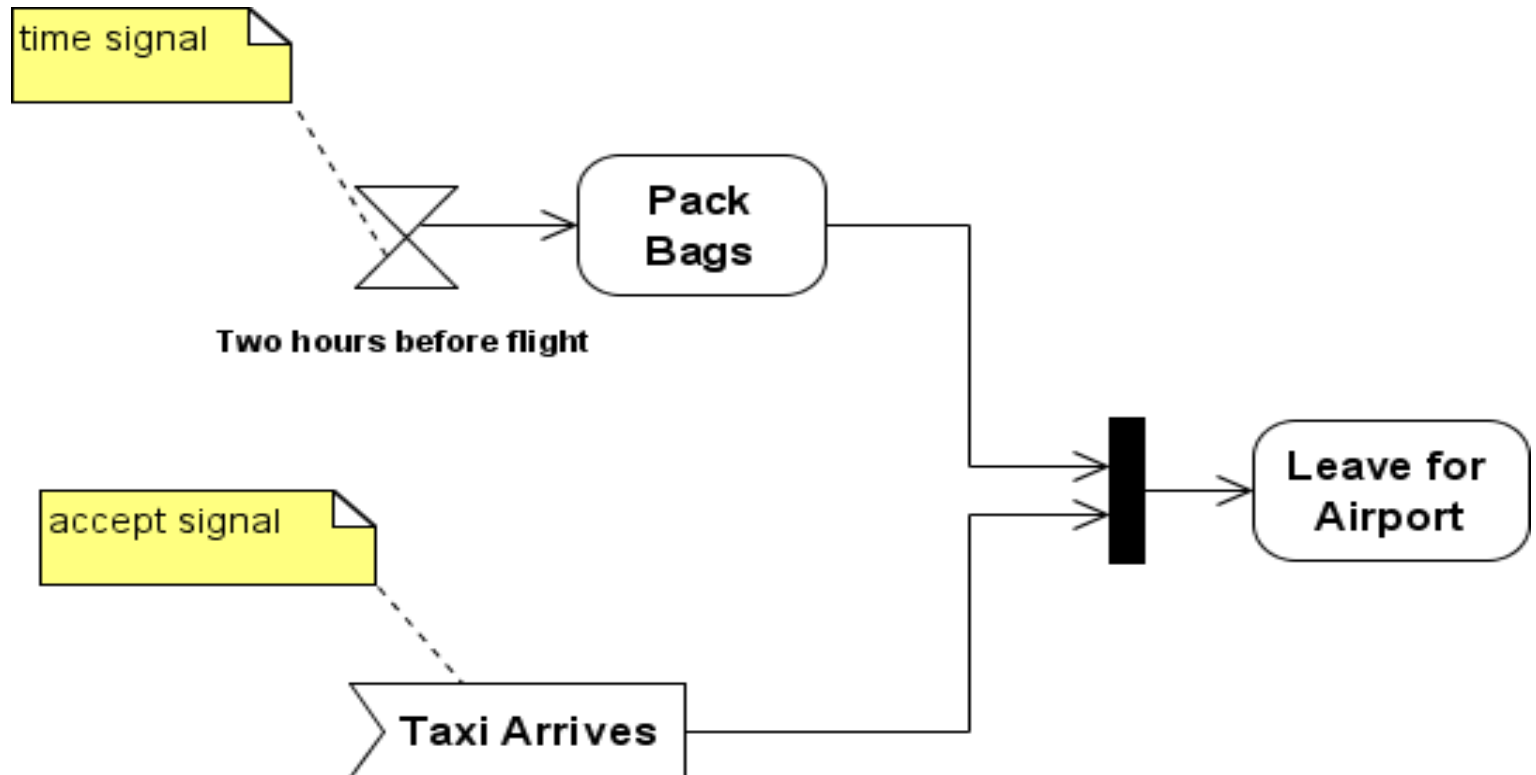 time signal
Pack
Bags
Two hours before flight
accept signal
Leave for
Airport
Taxi Arrives